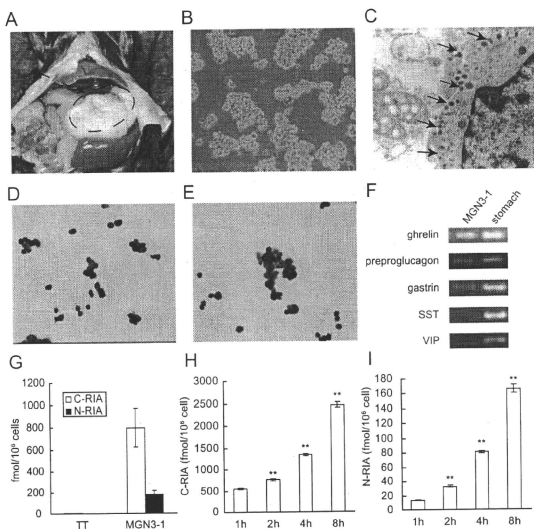 A
B
C
D
E
F
MGN3-1
stomach
ghrelin
preproglucagon
gastrin
SST
VIP
G
fmol/10⁶ cells
1200
1000
800
600
400
200
0
C-RIA
N-RIA
TT
MGN3-1
H
C-RIA (fmol/10⁶ cell)
3000
2500
2000
1500
1000
500
0
**
**
**
1h 2h 4h 8h
I
N-RIA (fmol/10⁶ cell)
180
160
140
120
100
80
60
40
20
0
**
**
**
1h 2h 4h 8h